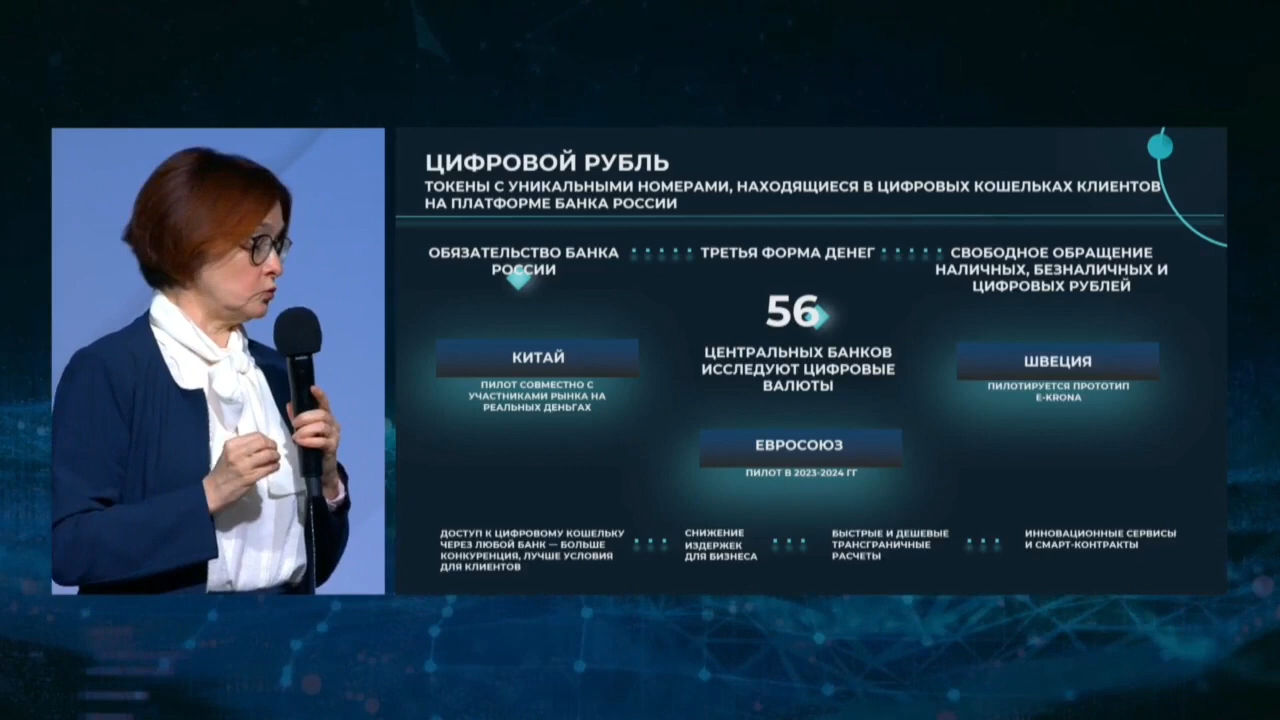 ЦИФРОВОЙ РУБЛЬ
ТОКЕНЫ С УНИКАЛЬНЫМИ НОМЕРАМИ, НАХОДЯЩИЕСЯ В ЦИФРОВЫХ КОШЕЛЬКАХ КЛИЕНТОВ
НА ПЛАТФОРМЕ БАНКА РОССИИ
ОБЯЗАТЕЛЬСТВО БАНКА
РОССИИ
ТРЕТЬЯ ФОРМА ДЕНЕГ
СВОБОДНОЕ ОБРАЩЕНИЕ
НАЛИЧНЫХ, БЕЗНАЛИЧНЫХ И
ЦИФРОВЫХ РУБЛЕЙ
56
ЦЕНТРАЛЬНЫХ БАНКОВ
ИССЛЕДУЮТ ЦИФРОВЫЕ
ВАЛЮТЫ
КИТАЙ
ПИЛОТ СОВМЕСТНО С
УЧАСТНИКАМИ РЫНКА НА
РЕАЛЬНЫХ ДЕНЬГАХ
ШВЕЦИЯ
ПИЛОТИРУЕТСЯ ПРОТОТИП
E-KRONA
ЕВРОСОЮЗ
ПИЛОТ В 2023-2024 ГГ
ДОСТУП К ЦИФРОВОМУ КОШЕЛЬКУ
ЧЕРЕЗ ЛЮБОЙ БАНК — БОЛЬШЕ
КОНКУРЕНЦИЯ, ЛУЧШЕ УСЛОВИЯ
ДЛЯ КЛИЕНТОВ
СНИЖЕНИЕ
ИЗДЕРЖЕК
ДЛЯ БИЗНЕСА
БЫСТРЫЕ И ДЕШЕВЫЕ
ТРАНСГРАНИЧНЫЕ
РАСЧЕТЫ
ИННОВАЦИОННЫЕ СЕРВИСЫ
И СМАРТ-КОНТРАКТЫ